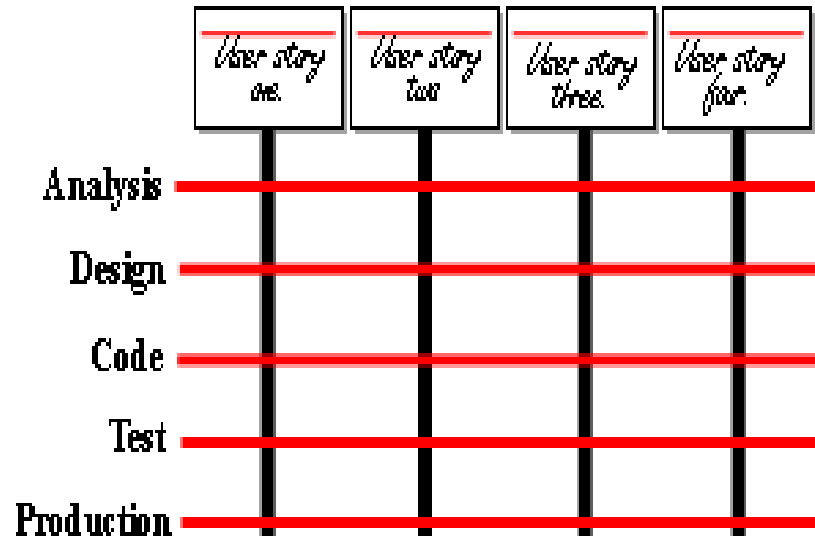 User story
one.
User story
two
User story
three.
User story
four.
Analysis
Design
Code
Test
Production